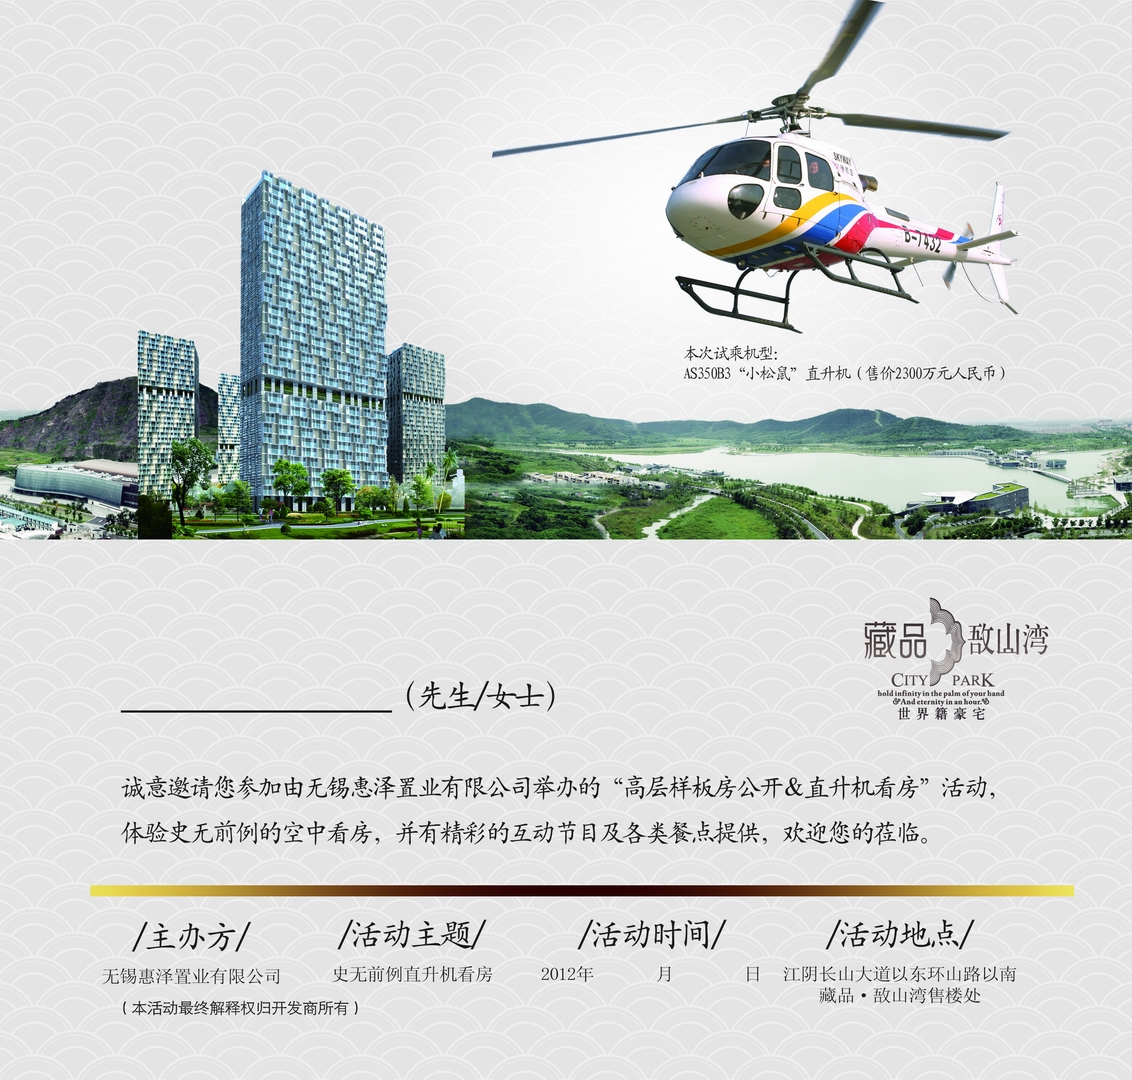 SKYWAY
B-7432
本次试乘机型：
AS350B3“小松鼠”直升机（售价2300万元人民币）
藏品 敔山湾
CITY PARK
hold infinity in the palm of your hand
And eternity in an hour.
世界籍豪宅
（先生/女士）
诚意邀请您参加由无锡惠泽置业有限公司举办的“高层样板房公开&直升机看房”活动，
体验史无前例的空中看房，并有精彩的互动节目及各类餐点提供，欢迎您的莅临。
/主办方/ /活动主题/ /活动时间/ /活动地点/
无锡惠泽置业有限公司 史无前例直升机看房 2012年 月 日 江阴长山大道以东环山路以南
（本活动最终解释权归开发商所有） 藏品·敔山湾售楼处